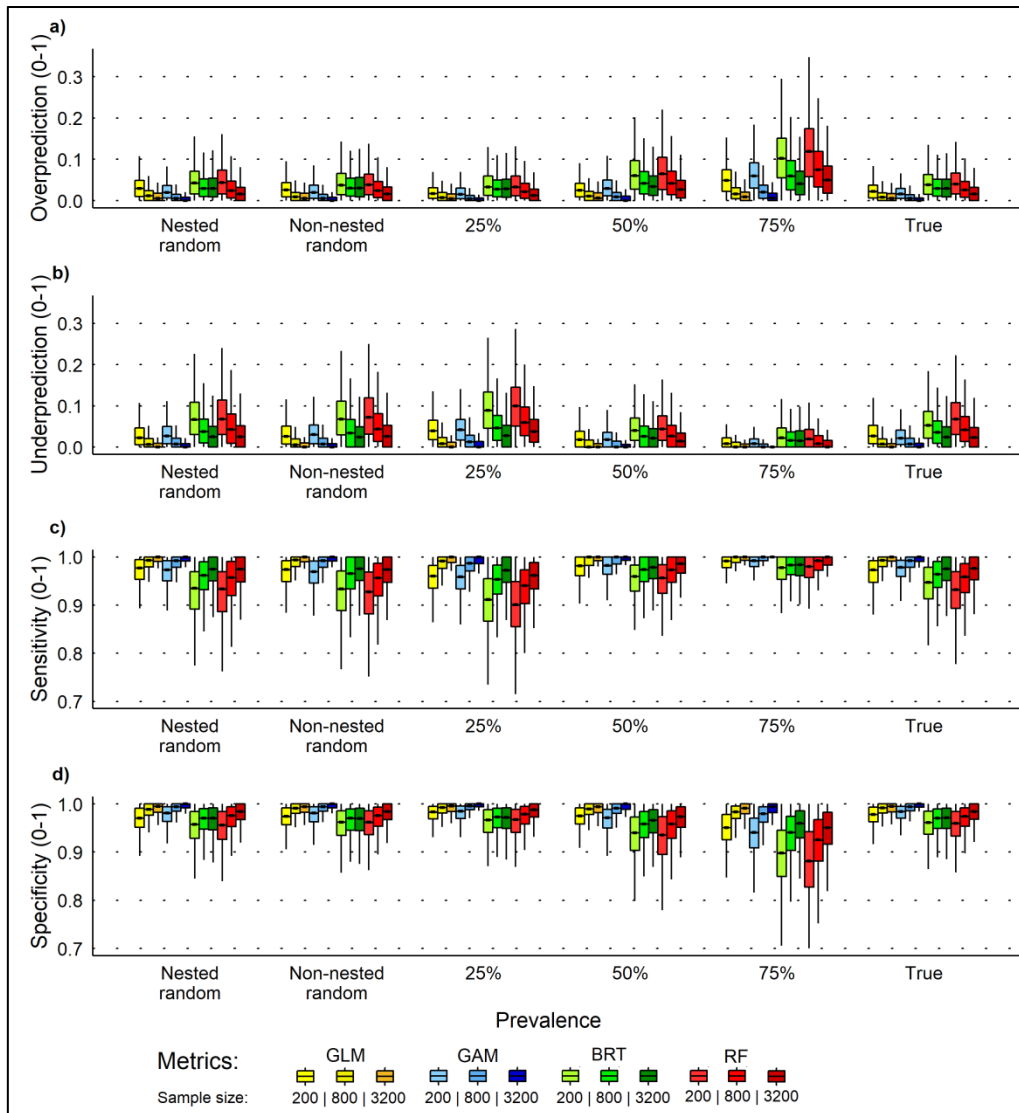 a)
Overprediction (0-1)
0.3
0.2
0.1
0.0
Nested random
Non-nested random
25%
50%
75%
True
b)
Underprediction (0-1)
0.3
0.2
0.1
0.0
Nested random
Non-nested random
25%
50%
75%
True
c)
Sensitivity (0-1)
1.0
0.9
0.8
0.7
Nested random
Non-nested random
25%
50%
75%
True
d)
Specificity (0-1)
1.0
0.9
0.8
0.7
Nested random
Non-nested random
25%
50%
75%
True
Prevalence
Metrics: GLM GAM BRT RF
Sample size: 200 | 800 | 3200 200 | 800 | 3200 200 | 800 | 3200 200 | 800 | 3200